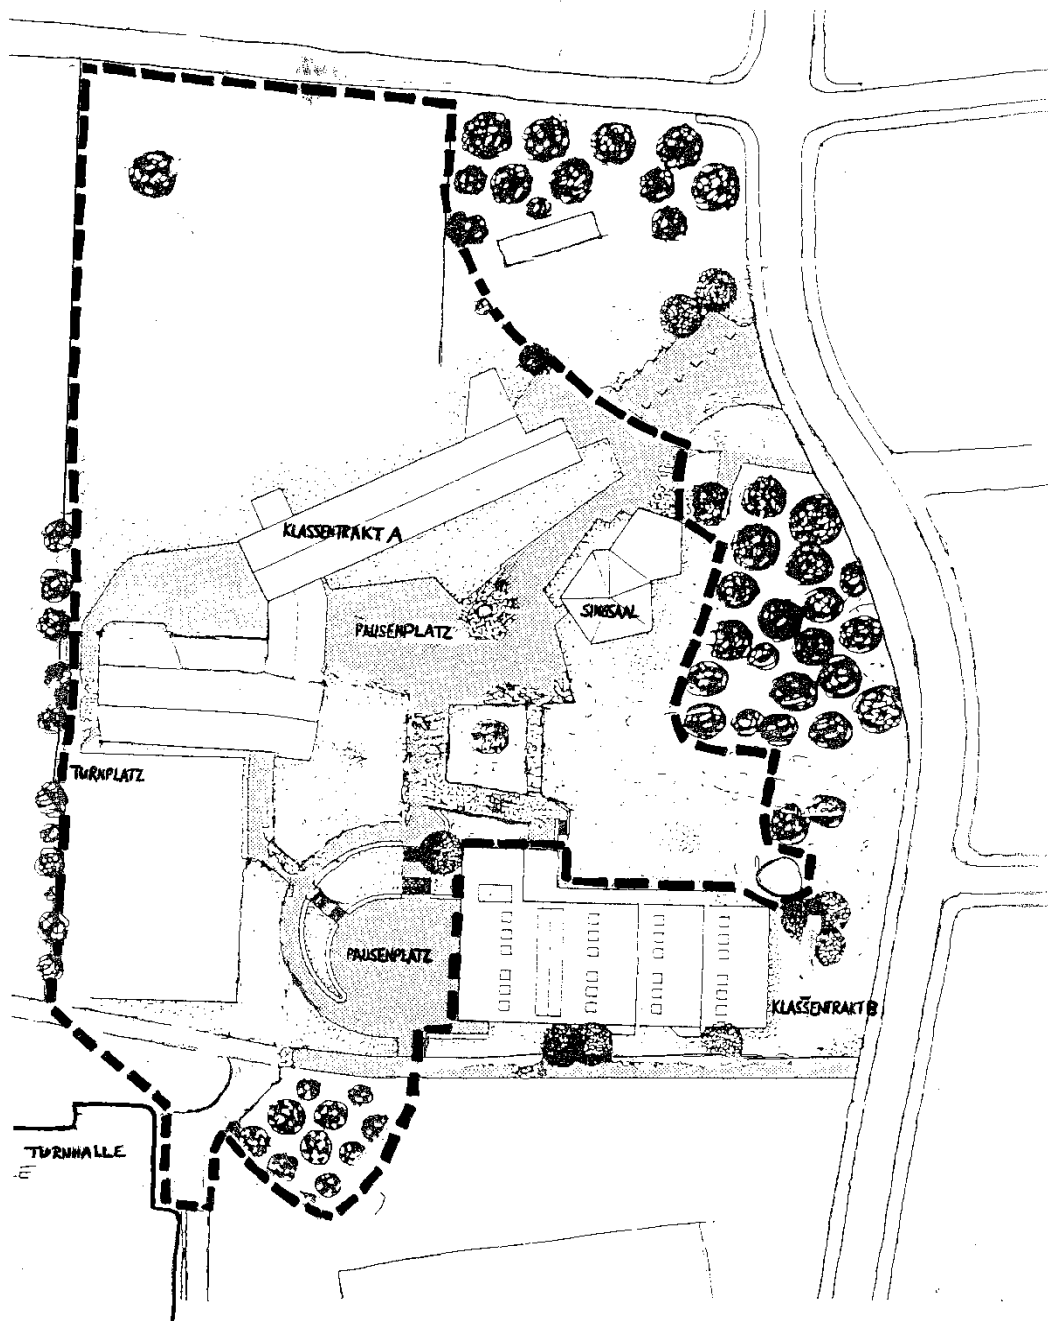 KLASSENTRAKT A
PAUSENPLATZ
SINGSAAL
TURNPLATZ
PAUSENPLATZ
KLASSENTRAKT B
TURNHALLE